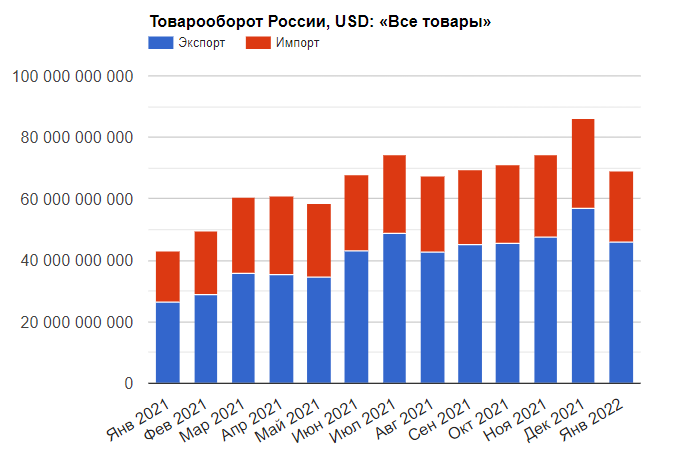 Товарооборот России, USD: «Все товары»
Экспорт Импорт
100 000 000 000
80 000 000 000
60 000 000 000
40 000 000 000
20 000 000 000
0
Янв 2021 Фев 2021 Мар 2021 Апр 2021 Май 2021 Июн 2021 Июл 2021 Авг 2021 Сен 2021 Окт 2021 Ноя 2021 Дек 2021 Янв 2022